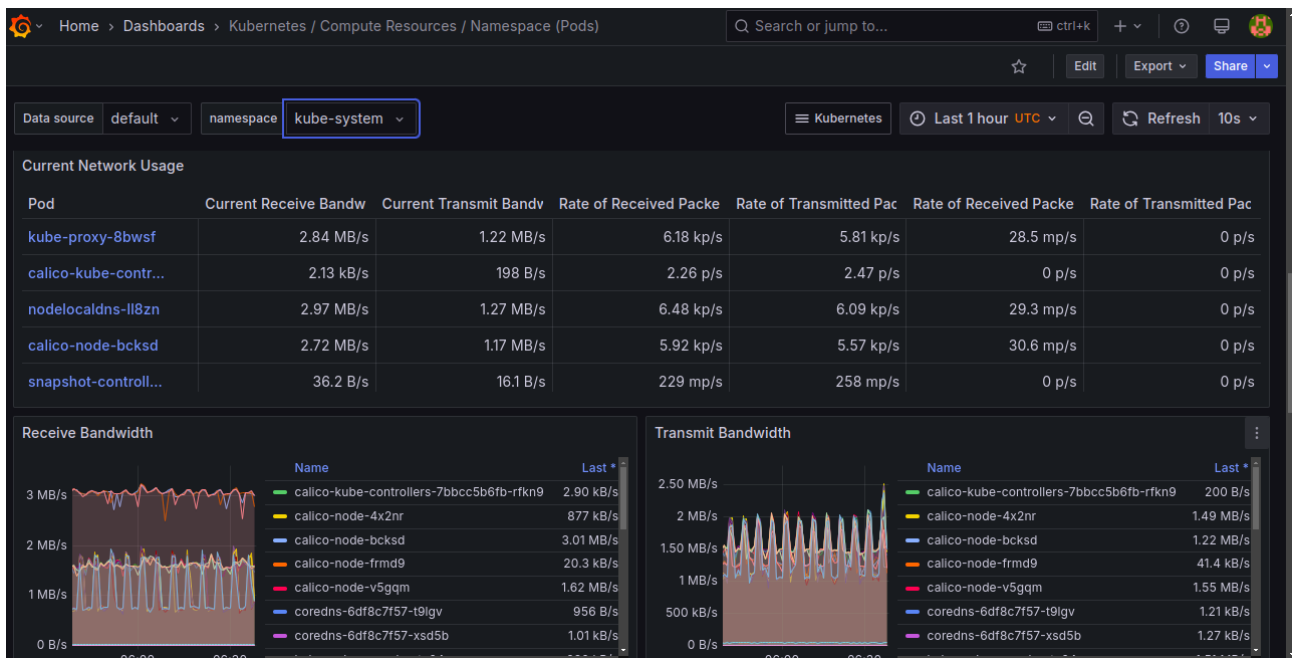 Home › Dashboards › Kubernetes / Compute Resources / Namespace (Pods) Search or jump to... ctrl+k
Edit Export Share
Data source default namespace kube-system Kubernetes Last 1 hour UTC Refresh 10s
Current Network Usage
Pod Current Receive Bandw Current Transmit Bandv Rate of Received Packe Rate of Transmitted Pac Rate of Received Packe Rate of Transmitted Pac
kube-proxy-8bwsf 2.84 MB/s 1.22 MB/s 6.18 kp/s 5.81 kp/s 28.5 mp/s 0 p/s
calico-kube-contr... 2.13 kB/s 198 B/s 2.26 p/s 2.47 p/s 0 p/s 0 p/s
nodelocaldns-ll8zn 2.97 MB/s 1.27 MB/s 6.48 kp/s 6.09 kp/s 29.3 mp/s 0 p/s
calico-node-bcksd 2.72 MB/s 1.17 MB/s 5.92 kp/s 5.57 kp/s 30.6 mp/s 0 p/s
snapshot-controll... 36.2 B/s 16.1 B/s 229 mp/s 258 mp/s 0 p/s 0 p/s
Receive Bandwidth
Name Last *
3 MB/s
2 MB/s
1 MB/s
0 B/s
calico-kube-controllers-7bbcc5b6fb-rfkn9 2.90 kB/s
calico-node-4x2nr 877 kB/s
calico-node-bcksd 3.01 MB/s
calico-node-frmd9 20.3 kB/s
calico-node-v5gqm 1.62 MB/s
coredns-6df8c7f57-t9lgv 956 B/s
coredns-6df8c7f57-xsd5b 1.01 kB/s
Transmit Bandwidth
Name Last *
2.50 MB/s
2 MB/s
1.50 MB/s
1 MB/s
500 kB/s
0 B/s
calico-kube-controllers-7bbcc5b6fb-rfkn9 200 B/s
calico-node-4x2nr 1.49 MB/s
calico-node-bcksd 1.22 MB/s
calico-node-frmd9 41.4 kB/s
calico-node-v5gqm 1.55 MB/s
coredns-6df8c7f57-t9lgv 1.21 kB/s
coredns-6df8c7f57-xsd5b 1.27 kB/s